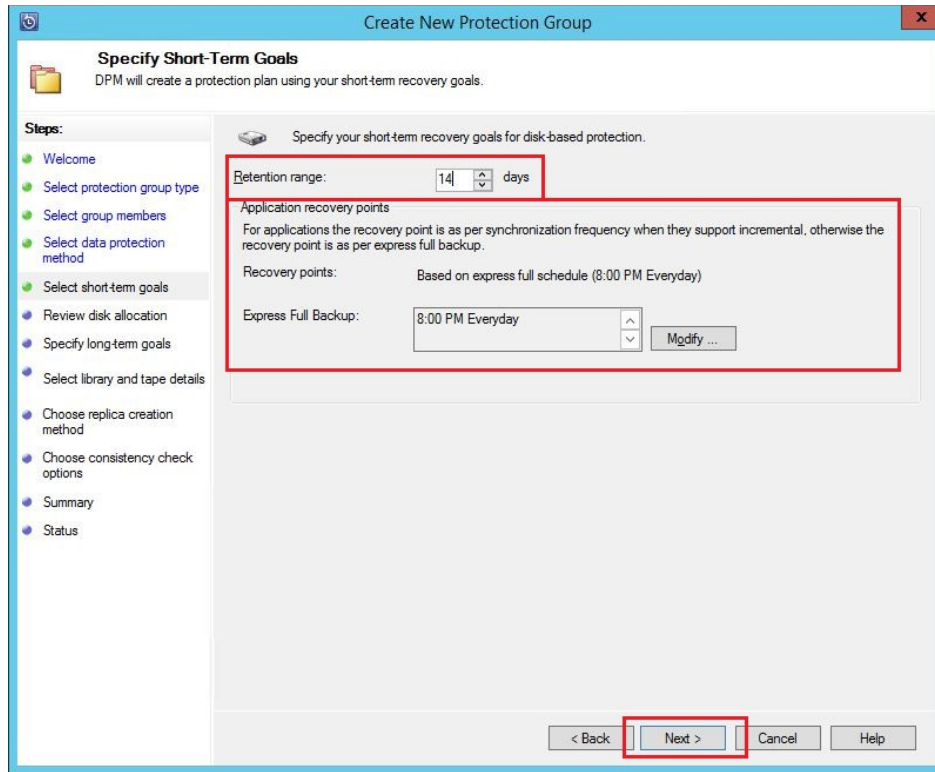 Create New Protection Group
X
Specify Short-Term Goals
DPM will create a protection plan using your short-term recovery goals.
Steps:
Welcome
Select protection group type
Select group members
Select data protection
method
Select short-term goals
Review disk allocation
Specify long-term goals
Select library and tape details
Choose replica creation
method
Choose consistency check
options
Summary
Status
Specify your short-term recovery goals for disk-based protection.
Retention range: 14 days
Application recovery points
For applications the recovery point is as per synchronization frequency when they support incremental, otherwise the
recovery point is as per express full backup.
Recovery points: Based on express full schedule (8:00 PM Everyday)
Express Full Backup: 8:00 PM Everyday
Modify ...
< Back Next > Cancel Help